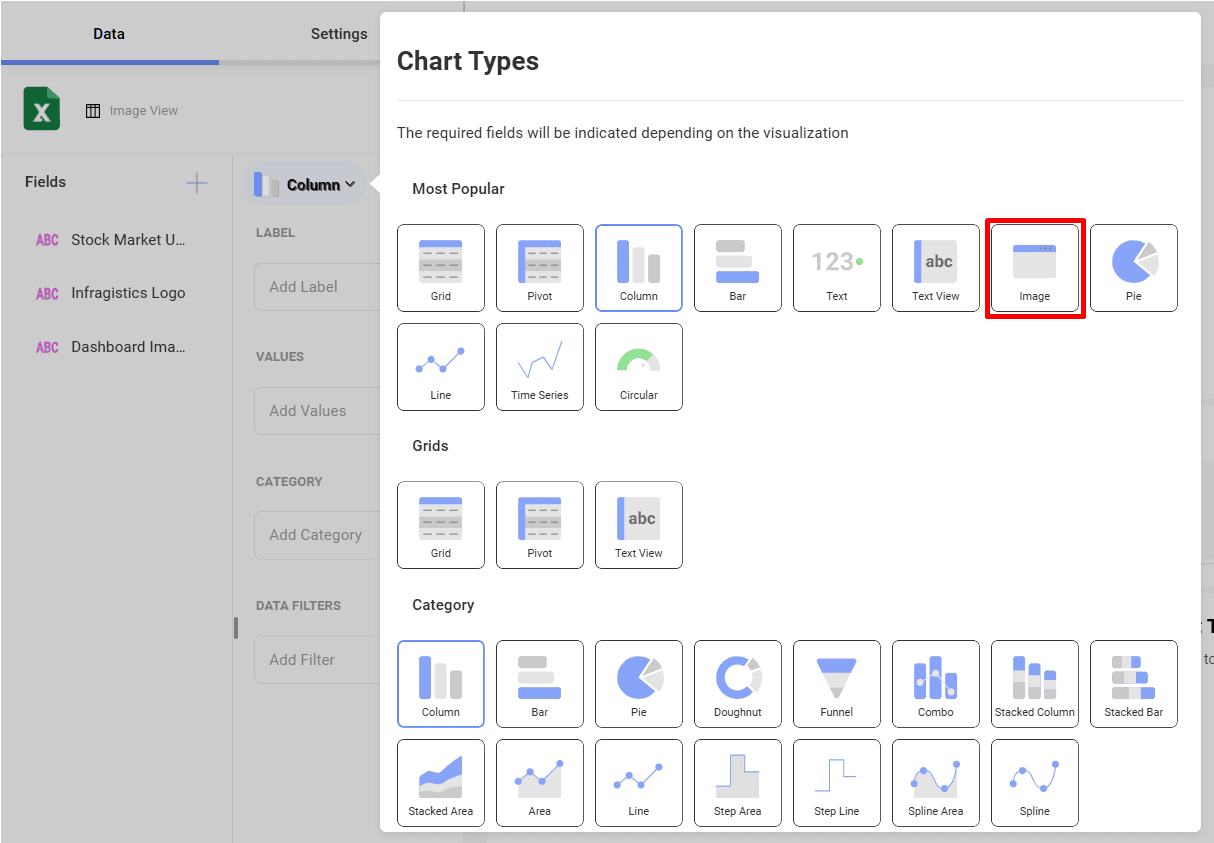 Data
Settings
Image View
Fields
Stock Market U...
Infragistics Logo
Dashboard Ima...
ABC
ABC
ABC
Column
LABEL
Add Label
VALUES
Add Values
CATEGORY
Add Category
DATA FILTERS
Add Filter
Chart Types
The required fields will be indicated depending on the visualization
Most Popular
Grid
Pivot
Column
Bar
123
Text
abc
Text View
Image
Pie
Line
Time Series
Circular
Grids
Grid
Pivot
abc
Text View
Category
Column
Bar
Pie
Doughnut
Funnel
Combo
Stacked Column
Stacked Bar
Stacked Area
Area
Line
Step Area
Step Line
Spline Area
Spline
X